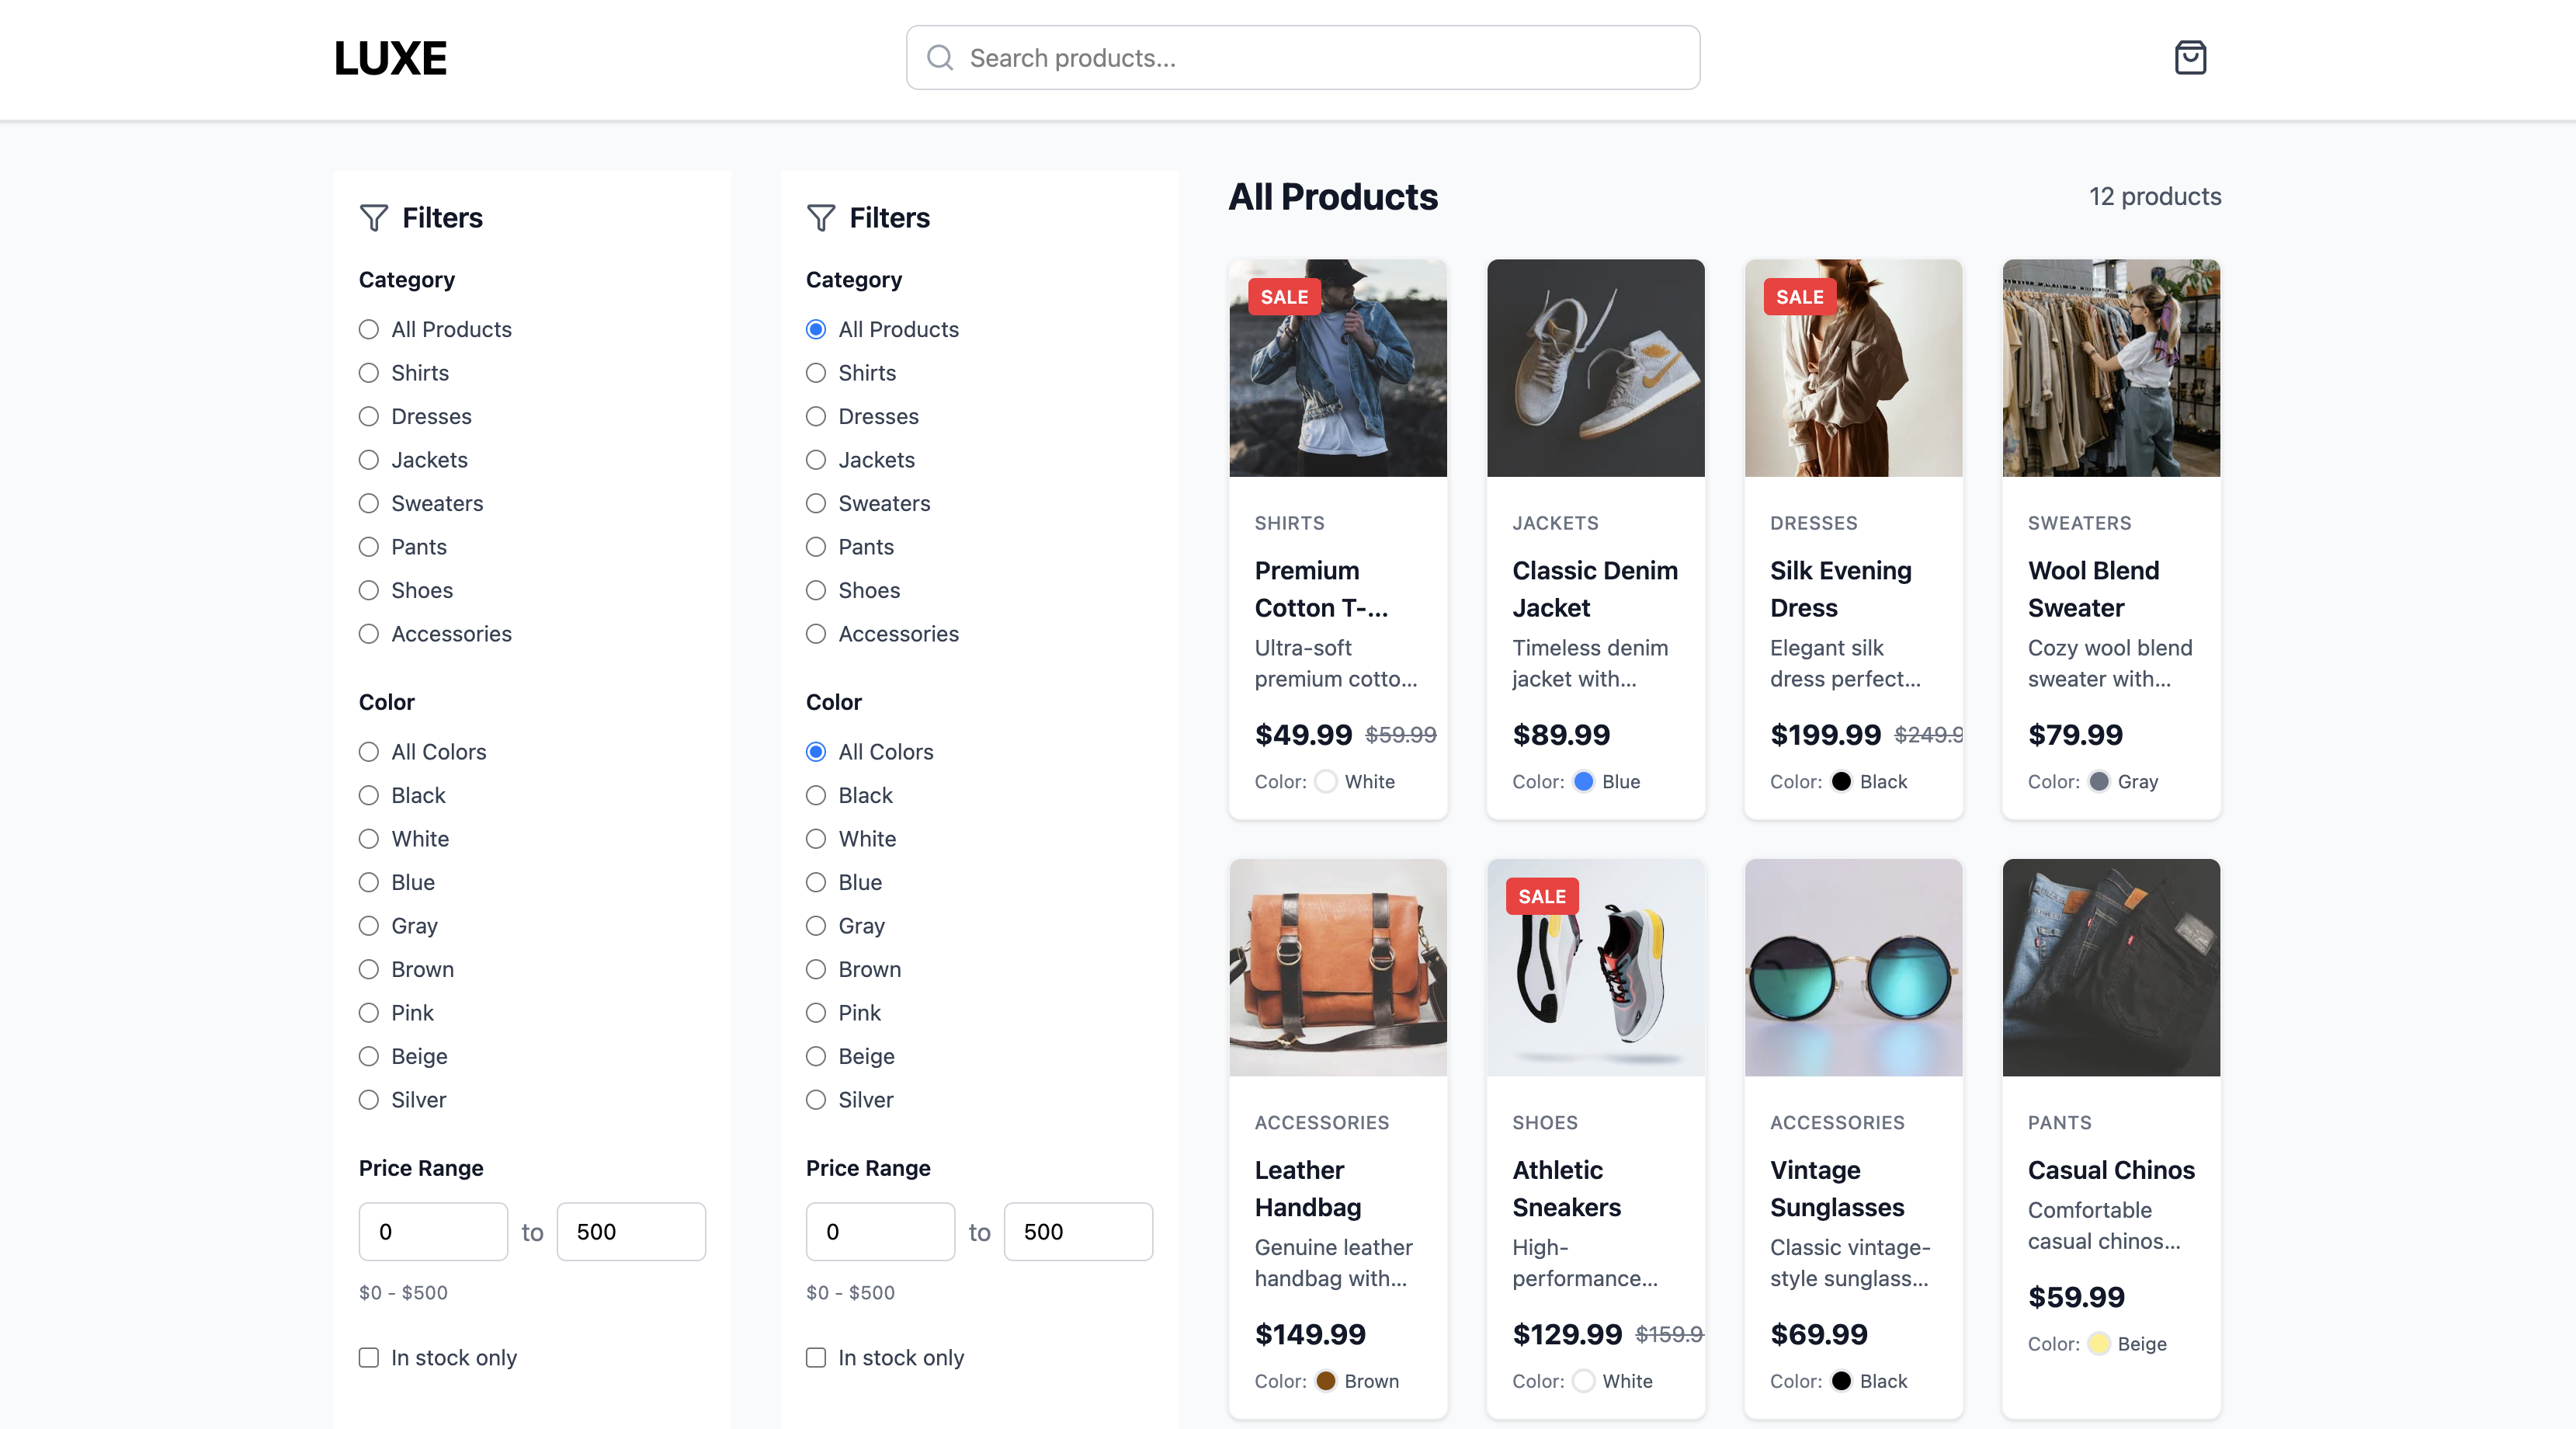 LUXE
Search products...
Filters
Category
All Products
Shirts
Dresses
Jackets
Sweaters
Pants
Shoes
Accessories
Color
All Colors
Black
White
Blue
Gray
Brown
Pink
Beige
Silver
Price Range
0 to 500
$0 - $500
In stock only
Filters
Category
All Products
Shirts
Dresses
Jackets
Sweaters
Pants
Shoes
Accessories
Color
All Colors
Black
White
Blue
Gray
Brown
Pink
Beige
Silver
Price Range
0 to 500
$0 - $500
In stock only
All Products
12 products
SALE
SHIRTS
Premium
Cotton T-...
Ultra-soft
premium cotto...
$49.99 $59.99
Color: White
JACKETS
Classic Denim
Jacket
Timeless denim
jacket with...
$89.99
Color: Blue
SALE
DRESSES
Silk Evening
Dress
Elegant silk
dress perfect...
$199.99 $249.9
Color: Black
SWEATERS
Wool Blend
Sweater
Cozy wool blend
sweater with...
$79.99
Color: Gray
ACCESSORIES
Leather
Handbag
Genuine leather
handbag with...
$149.99
Color: Brown
SALE
SHOES
Athletic
Sneakers
High-
performance...
$129.99 $159.9
Color: White
ACCESSORIES
Vintage
Sunglasses
Classic vintage-
style sunglass...
$69.99
Color: Black
PANTS
Casual Chinos
Comfortable
casual chinos...
$59.99
Color: Beige